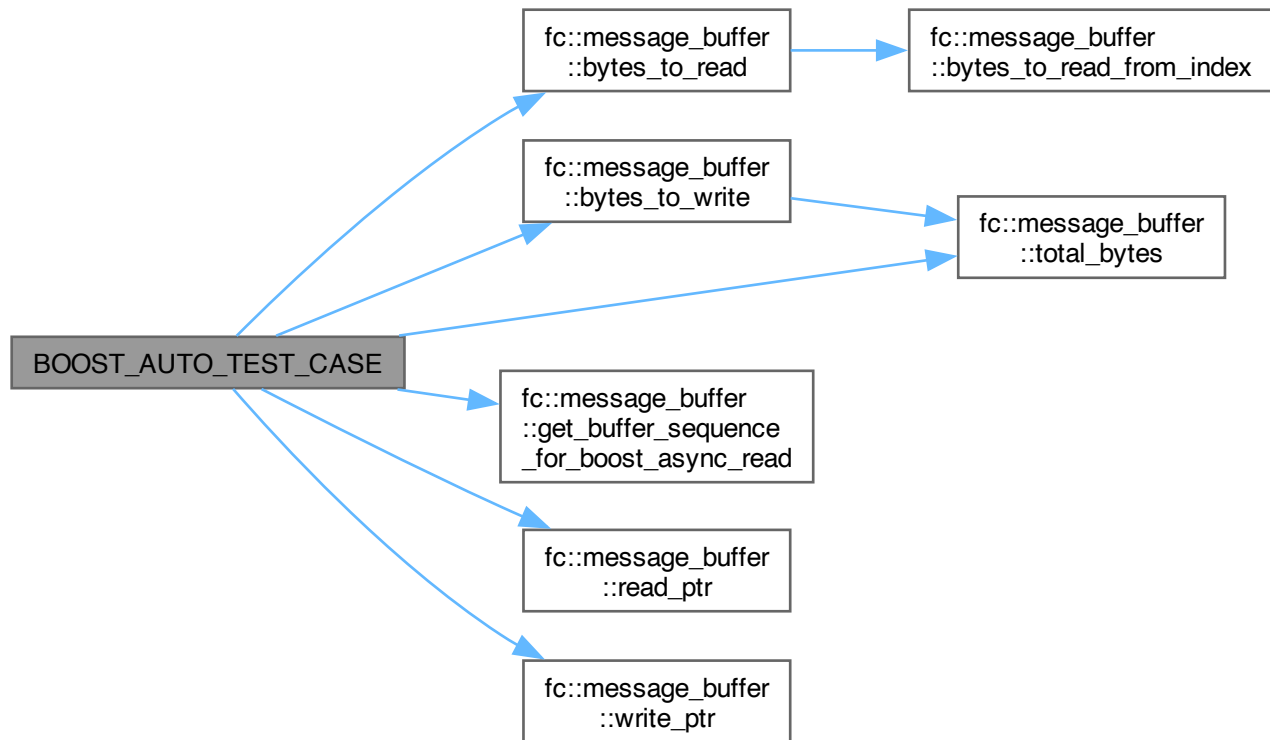 fc::message_buffer
::bytes_to_read
fc::message_buffer
::bytes_to_read_from_index
fc::message_buffer
::bytes_to_write
fc::message_buffer
::total_bytes
BOOST_AUTO_TEST_CASE
fc::message_buffer
::get_buffer_sequence
_for_boost_async_read
fc::message_buffer
::read_ptr
fc::message_buffer
::write_ptr